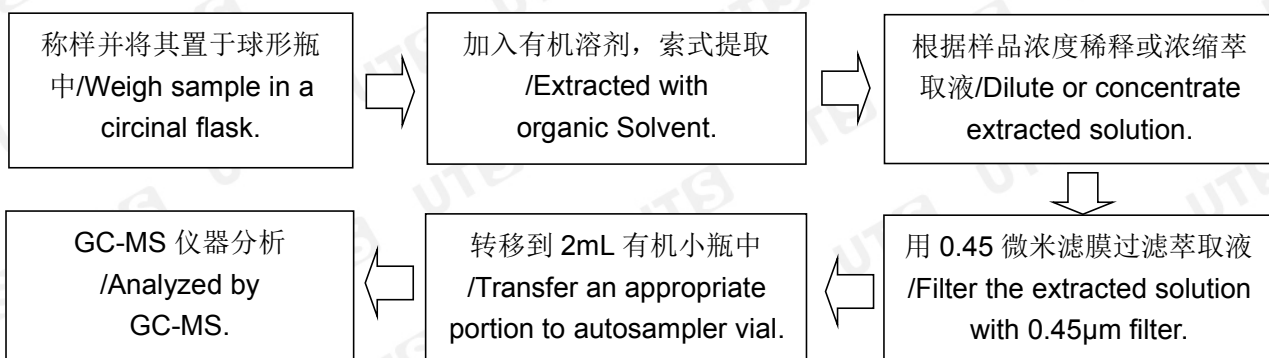 称样并将其置于球形瓶
中/Weigh sample in a
circinal flask.
加入有机溶剂，索式提取
/Extracted with
organic Solvent.
根据样品浓度稀释或浓缩萃
取液/Dilute or concentrate
extracted solution.
用 0.45 微米滤膜过滤萃取液
/Filter the extracted solution
with 0.45μm filter.
转移到 2mL 有机小瓶中
/Transfer an appropriate
portion to autosampler vial.
GC-MS 仪器分析
/Analyzed by
GC-MS.